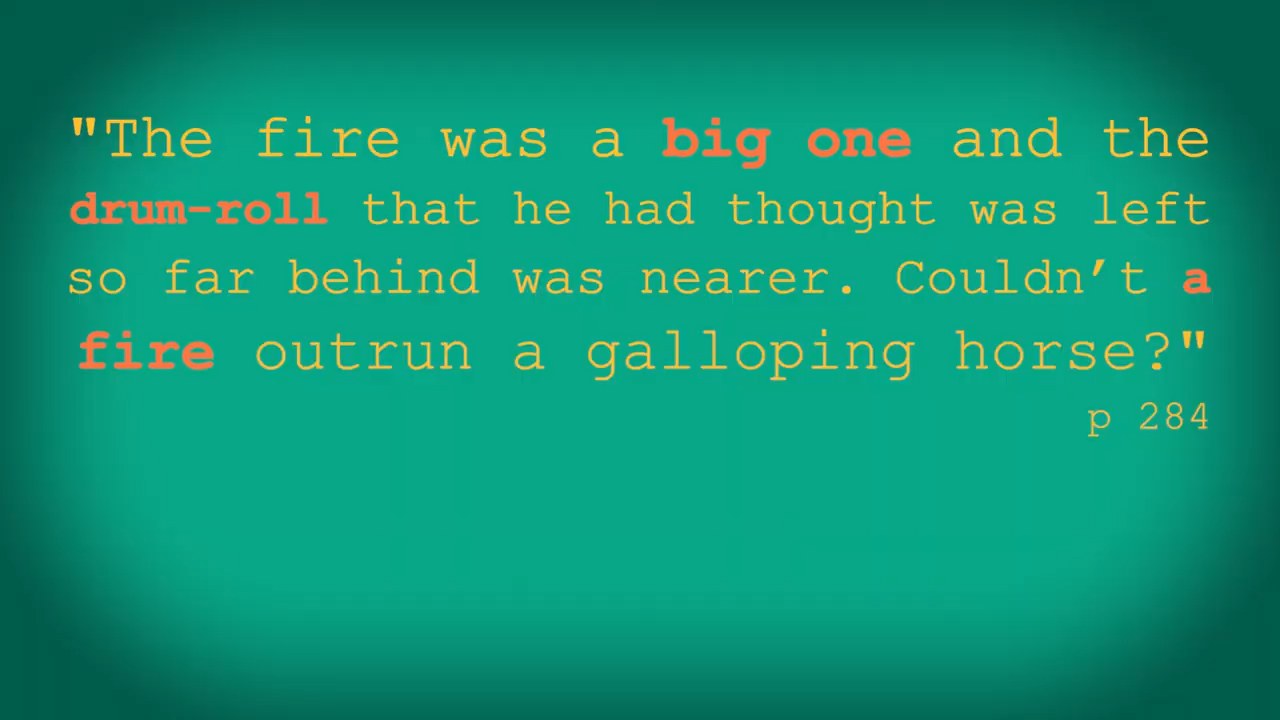 "The fire was a big one and the
drum-roll that he had thought was left
so far behind was nearer. Couldn’t a
fire outrun a galloping horse?"
p 284